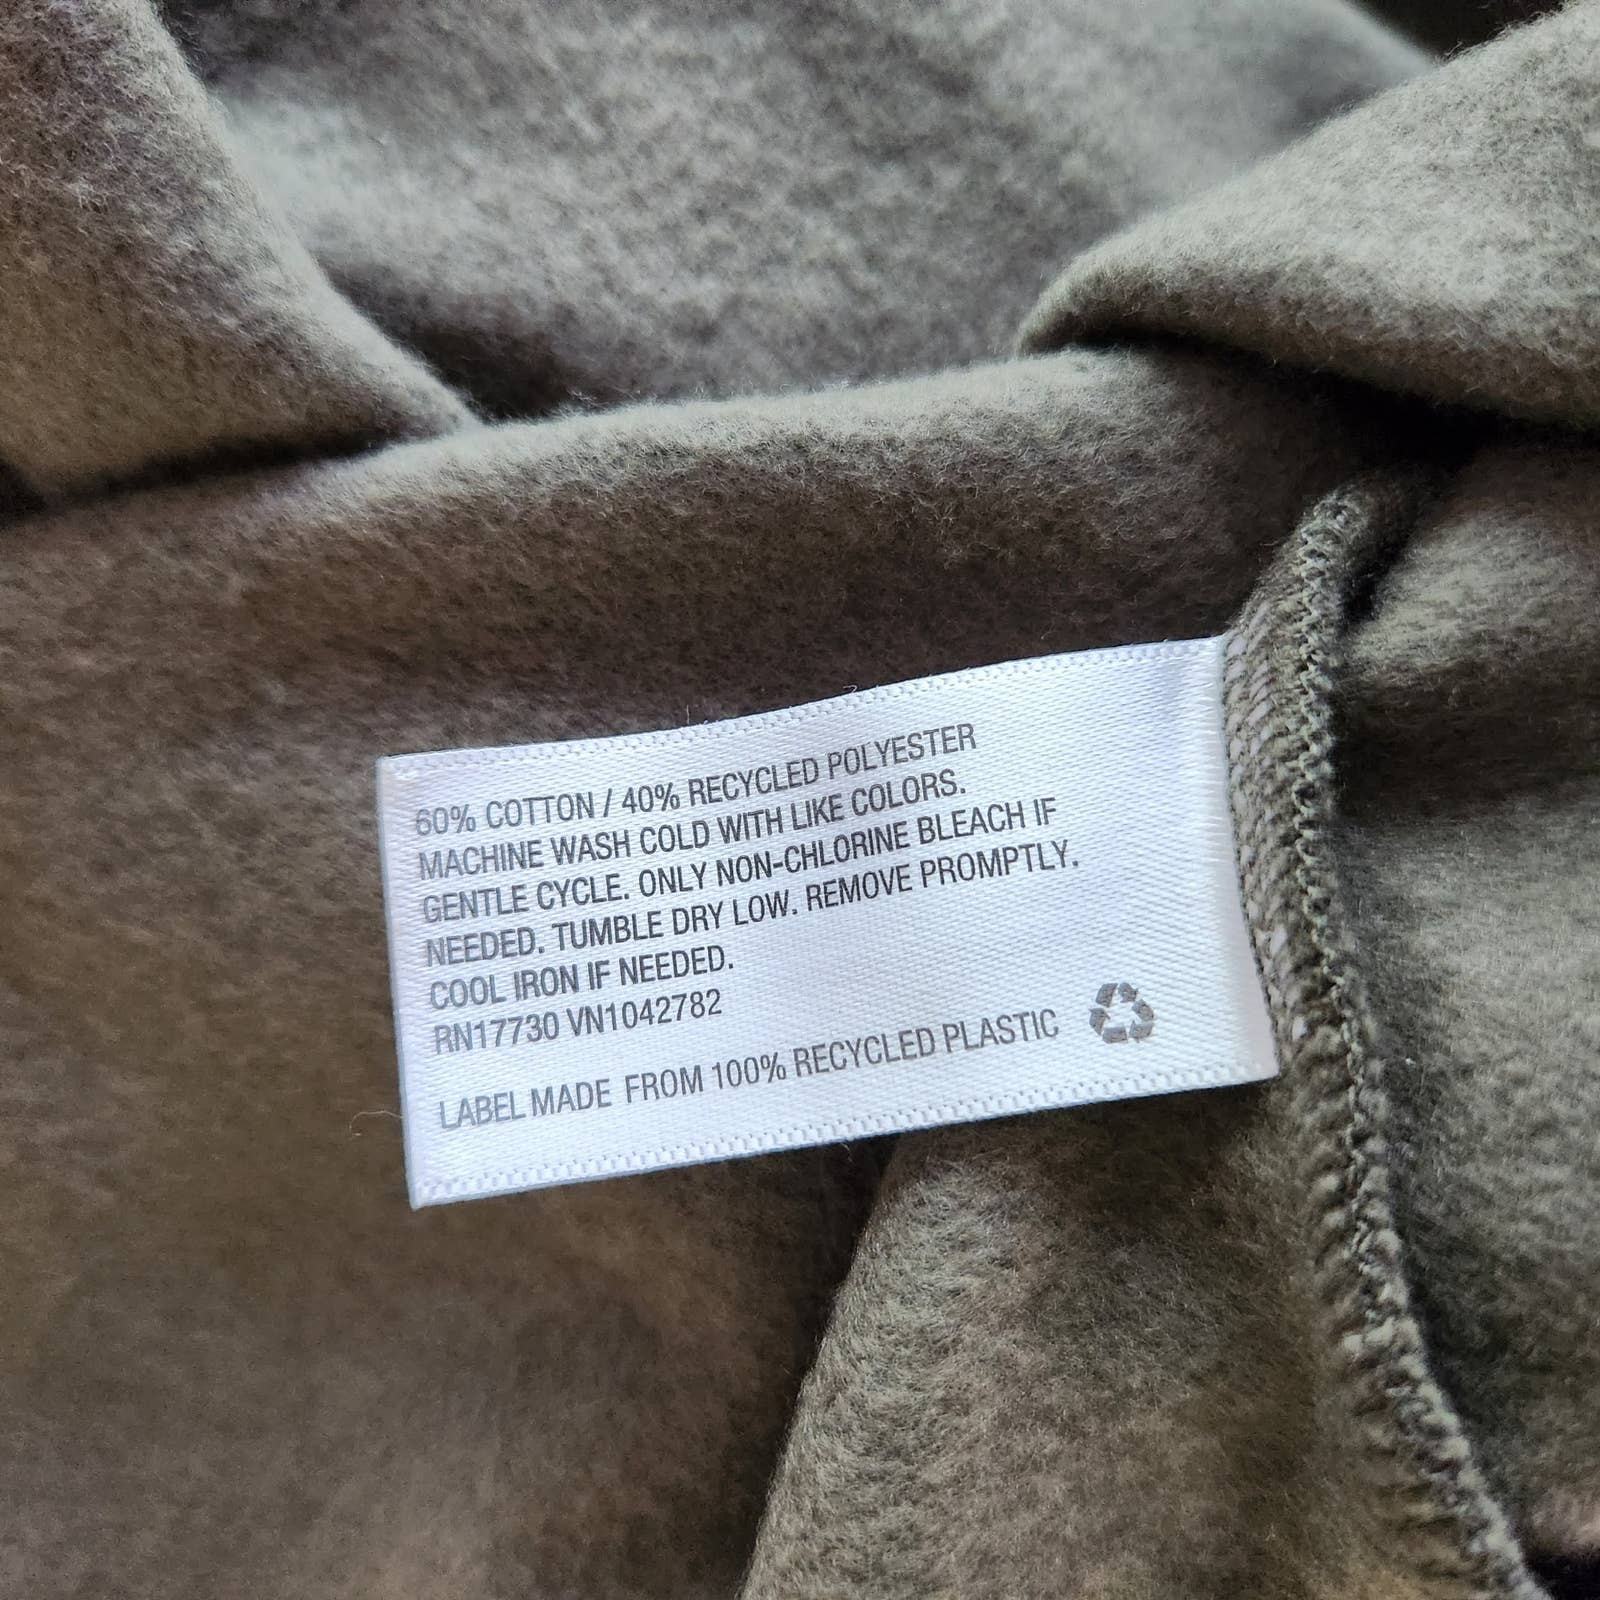 60% COTTON / 40% RECYCLED POLYESTER
MACHINE WASH COLD WITH LIKE COLORS.
GENTLE CYCLE. ONLY NON-CHLORINE BLEACH IF
NEEDED. TUMBLE DRY LOW. REMOVE PROMPTLY.
COOL IRON IF NEEDED.
RN17730 VN1042782
LABEL MADE FROM 100% RECYCLED PLASTIC